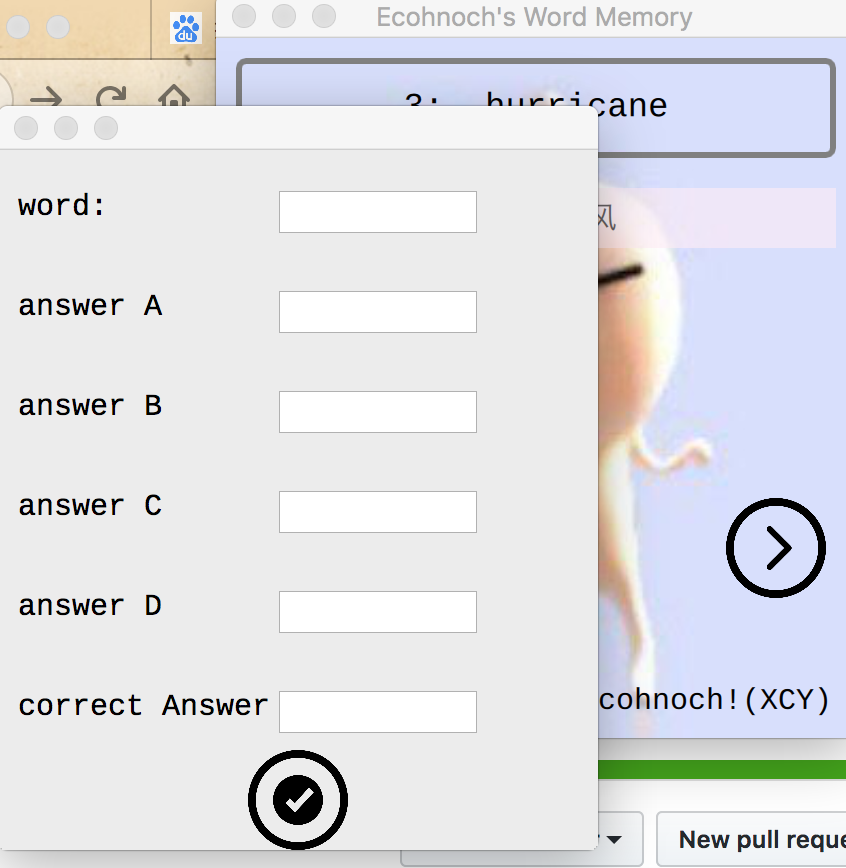 Ecohnoch's Word Memory
du
3: hurricane
风
word:
answer A
answer B
answer C
answer D
correct Answer
cohnoch!(XCY)
New pull reque